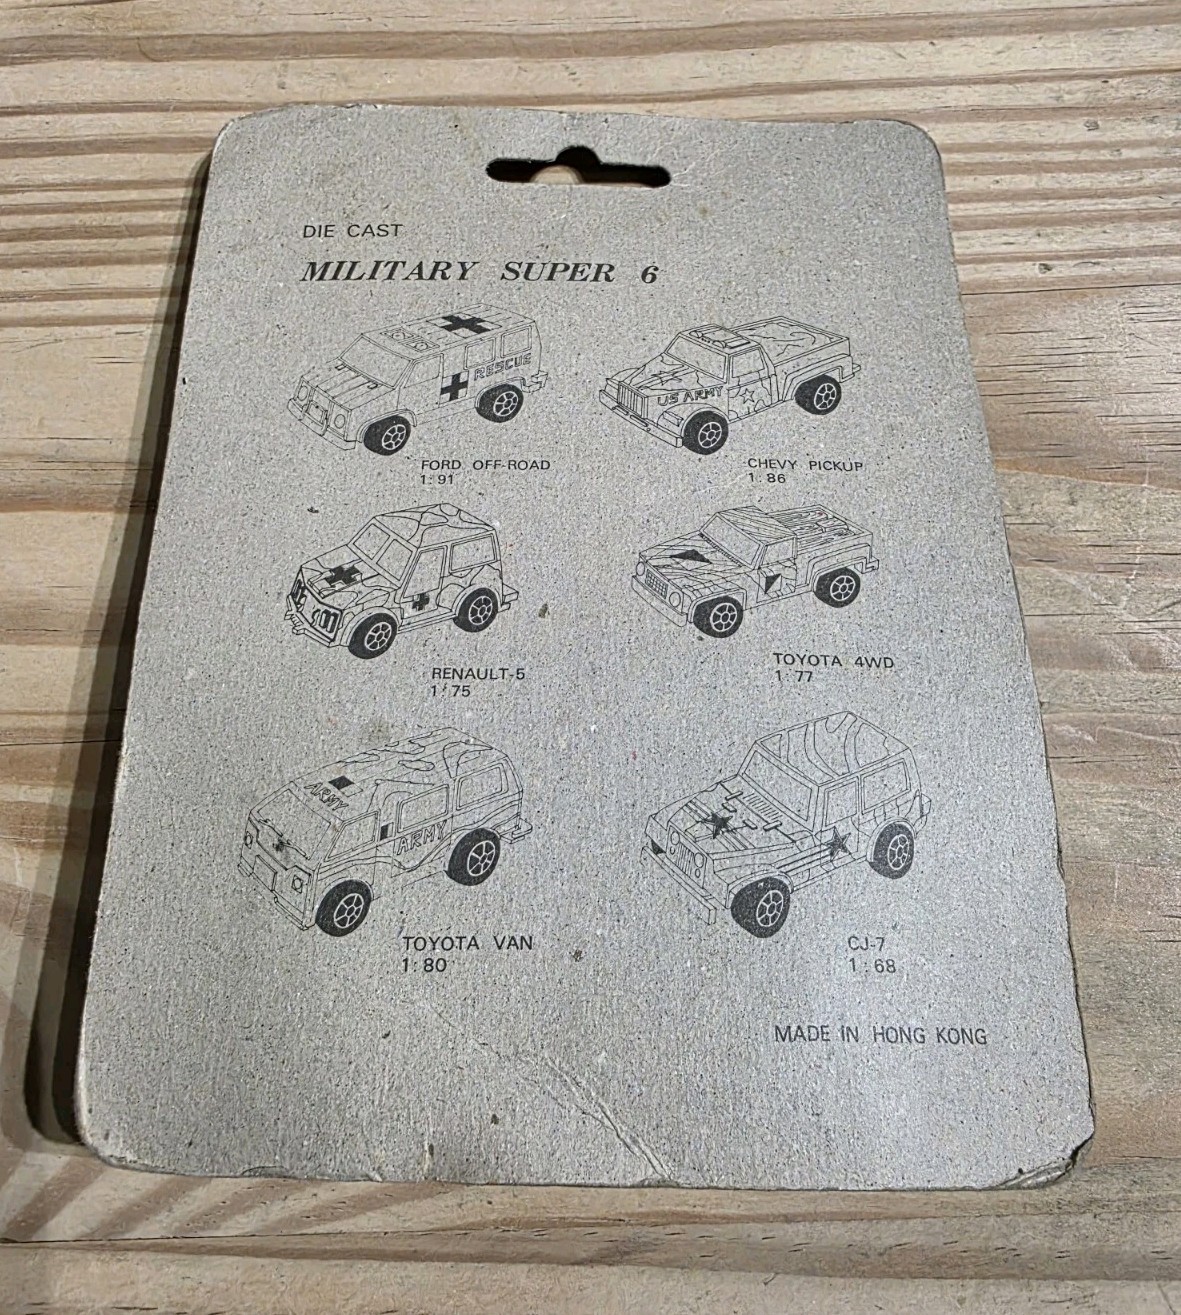 DIE CAST
MILITARY SUPER 6
RESCUE
US ARMY
FORD OFF-ROAD
1:91
CHEVY PICKUP
1:86
RENAULT-5
1:75
TOYOTA 4WD
1:77
ARMY
ARMY
TOYOTA VAN
1:80
CJ-7
1:68
MADE IN HONG KONG